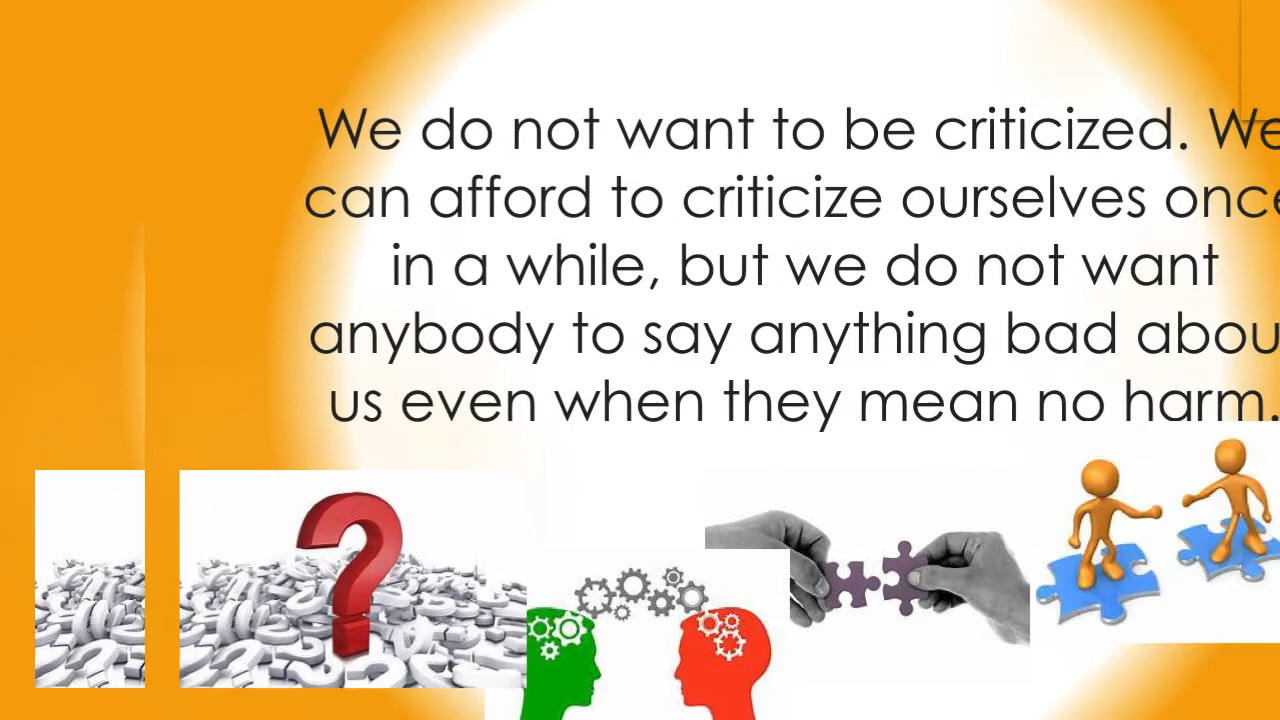 We do not want to be criticized. We
can afford to criticize ourselves once
in a while, but we do not want
anybody to say anything bad abou
us even when they mean no harm.